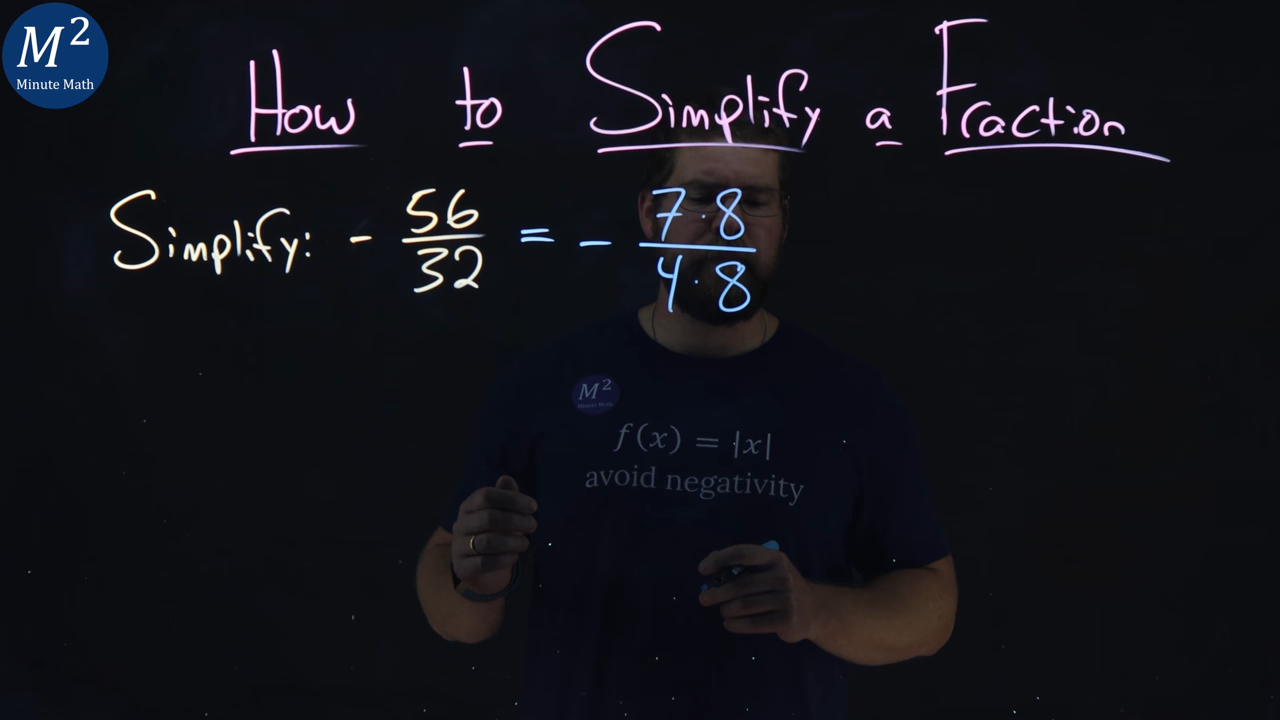 M²
Minute Math
How to Simplify a Fraction
Simplify: - 56/32 = - 7·8/4·8
M²
Minute Math
f(x) = |x|
avoid negativity